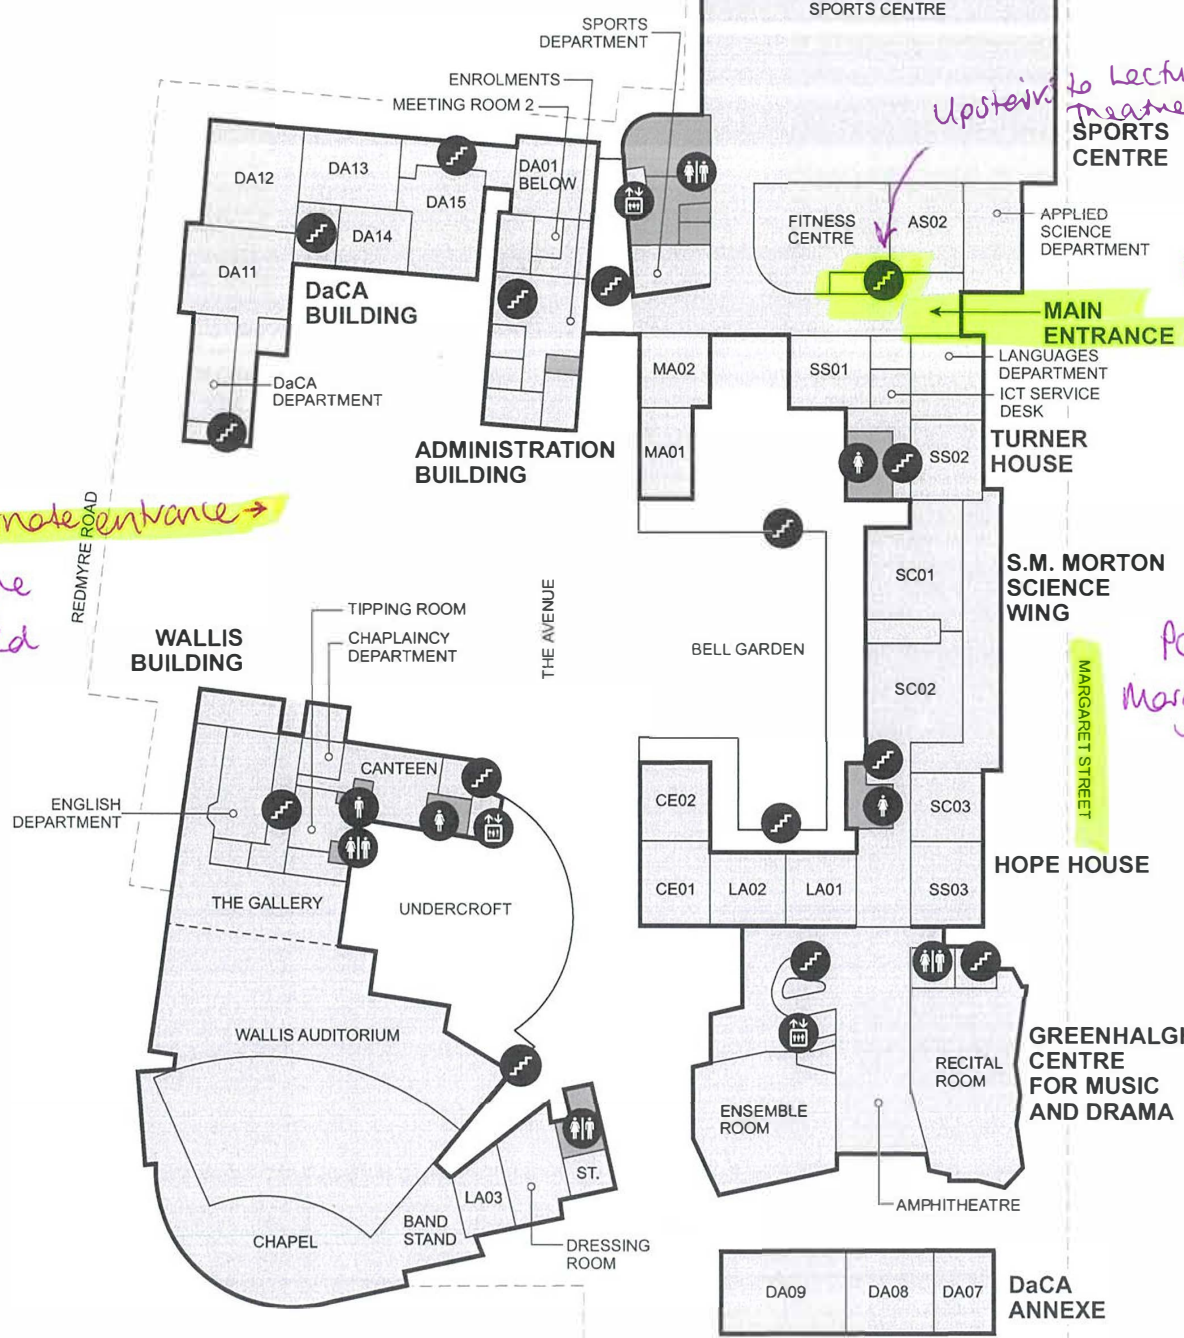 SPORTS CENTRE
SPORTS
DEPARTMENT
ENROLMENTS
MEETING ROOM 2
Upstairs to
SPORTS
CENTRE
DA12
DA13
DA15
DA01
BELOW
DA14
DA11
FITNESS
CENTRE
AS02
APPLIED
SCIENCE
DEPARTMENT
DaCA
BUILDING
MAIN
ENTRANCE
DaCA
DEPARTMENT
MA02
SS01
LANGUAGES
DEPARTMENT
ICT SERVICE
DESK
ADMINISTRATION
BUILDING
MA01
SS02
TURNER
HOUSE
entrance
REDMYRE ROAD
SC01
S.M. MORTON
SCIENCE
WING
WALLIS
BUILDING
TIPPING ROOM
CHAPLAINCY
DEPARTMENT
THE AVENUE
BELL GARDEN
SC02
MARGARET STREET
CANTEEN
ENGLISH
DEPARTMENT
CE02
SC03
THE GALLERY
UNDERCROFT
CE01
LA02
LA01
SS03
HOPE HOUSE
WALLIS AUDITORIUM
RECITAL
ROOM
CENTRE
FOR MUSIC
AND DRAMA
ENSEMBLE
ROOM
ST.
LA03
AMPHITHEATRE
BAND
STAND
CHAPEL
DRESSING
ROOM
DA09
DA08
DA07
DaCA
ANNEXE